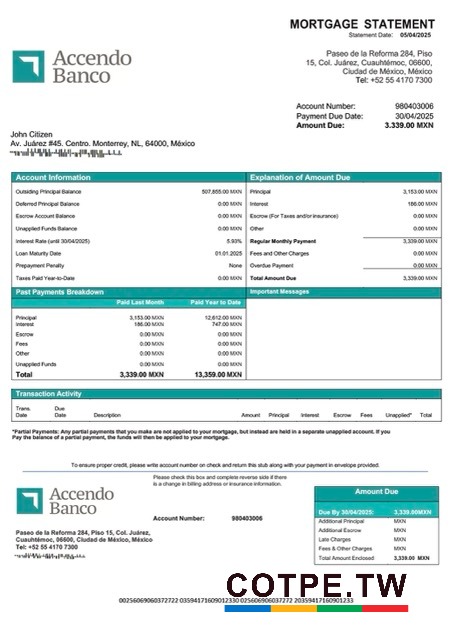 MORTGAGE STATEMENT
Statement Date: 05/04/2025
Accendo
Banco
Paseo de la Reforma 284, Piso
15, Col. Juárez, Cuauhtémoc, 06600,
Ciudad de México, México
Tel: +52 55 4170 7300
Account Number: 980403006
Payment Due Date: 30/04/2025
Amount Due: 3.339.00 MXN
John Citizen
Av. Juárez #45. Centro. Monterrey, NL, 64000, México
Account Information
Outsiding Principal Balance 507,855.00 MXN
Deferred Principal Balance 0.00 MXN
Escrow Account Balance 0.00 MXN
Unapplied Funds Balance 0.00 MXN
Interest Rate (until 30/04/2025) 5.93%
Loan Maturity Date 01.01.2025
Prepayment Penalty None
Taxes Paid Year-to-Date 0.00 MXN
Explanation of Amount Due
Principal 3,153.00 MXN
Interest 186.00 MXN
Escrow (For Taxes and/or insurance) 0.00 MXN
Other 0.00 MXN
Regular Monthly Payment 3,339.00 MXN
Fees and Other Charges 0.00 MXN
Overdue Payment 0.00 MXN
Total Amount Due 3,339.00 MXN
Past Payments Breakdown
Paid Last Month Paid Year to Date
Principal 3,153.00 MXN 12,612.00 MXN
Interest 186.00 MXN 747.00 MXN
Escrow 0.00 MXN 0.00 MXN
Fees 0.00 MXN 0.00 MXN
Other 0.00 MXN 0.00 MXN
Unapplied Funds 0.00 MXN 0.00 MXN
Total 3,339.00 MXN 13,359.00 MXN
Important Messages
Transaction Activity
Trans. Date Due Date Description Amount Principal Interest Escrow Fees Unapplied* Total
*Partial Payments: Any partial payments that you make are not applied to your mortgage, but instead are held in a separate unapplied account. If you
Pay the balance of a partial payment, the funds will then be applied to your mortgage.
To ensure proper credit, please write account number on check and return this stub along with your payment in envelope provided.
Accendo
Banco
Please check this box and complete reverse side if there
is a change in billing address or insurance information.
Account Number: 980403006
Paseo de la Reforma 284, Piso 15, Col. Juárez,
Cuauhtémoc, 06600, Ciudad de México, México
Tel: +52 55 4170 7300
Amount Due
Due By 30/04/2025: 3,339.00MXN
Additional Principal MXN
Additional Escrow MXN
Late Charges MXN
Fees & Other Charges MXN
Total Amount Enclosed 3,339.00 MXN
COTPE.TW